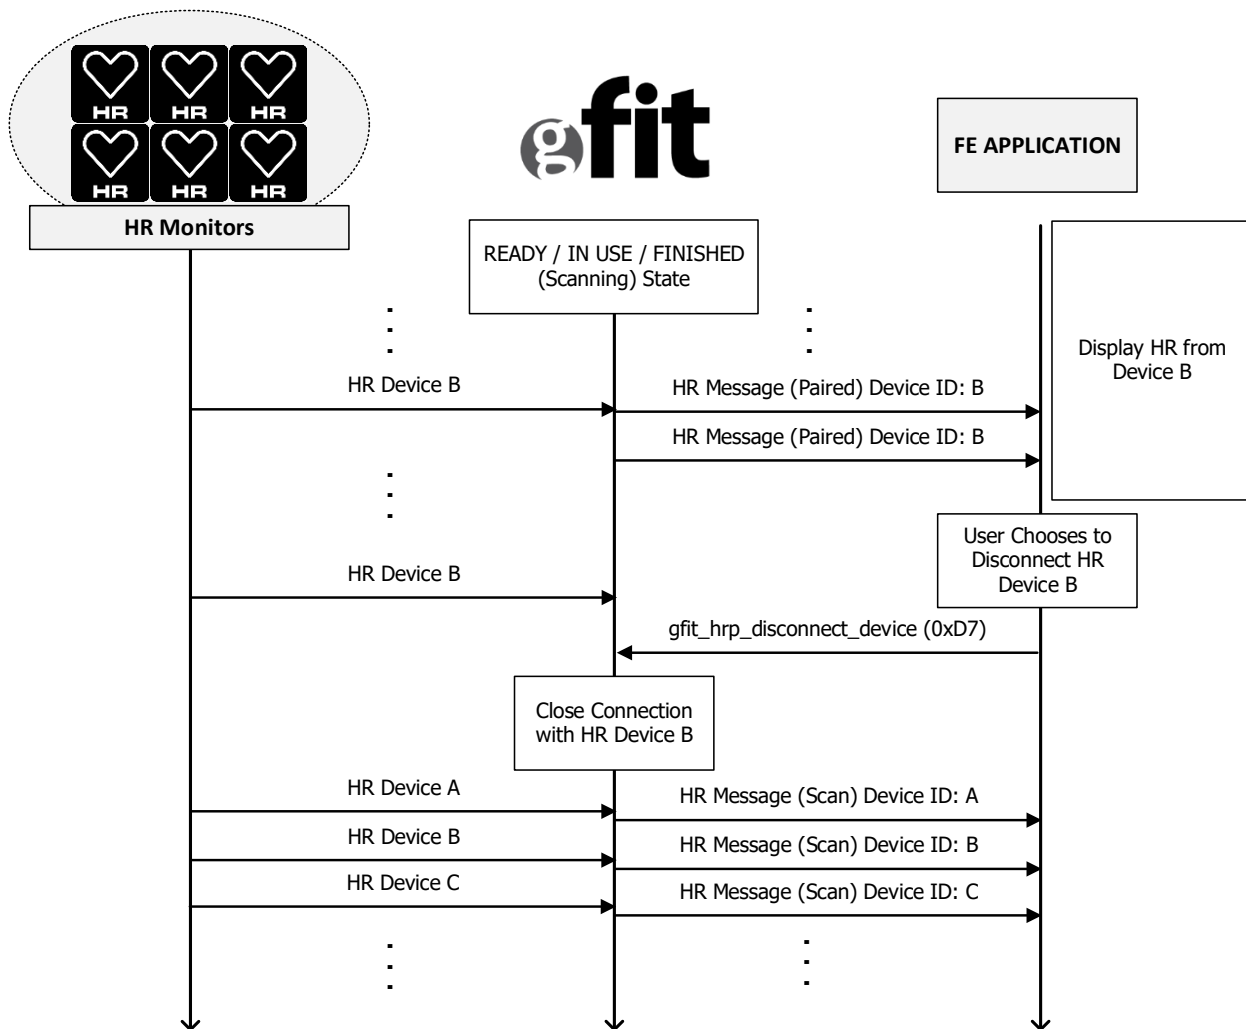 HR HR HR
HR HR HR
HR Monitors
gfit
FE APPLICATION
READY / IN USE / FINISHED
(Scanning) State
Display HR from
Device B
HR Device B
HR Message (Paired) Device ID: B
HR Message (Paired) Device ID: B
User Chooses to
Disconnect HR
Device B
HR Device B
gfit_hrp_disconnect_device (0xD7)
Close Connection
with HR Device B
HR Device A
HR Message (Scan) Device ID: A
HR Device B
HR Message (Scan) Device ID: B
HR Device C
HR Message (Scan) Device ID: C